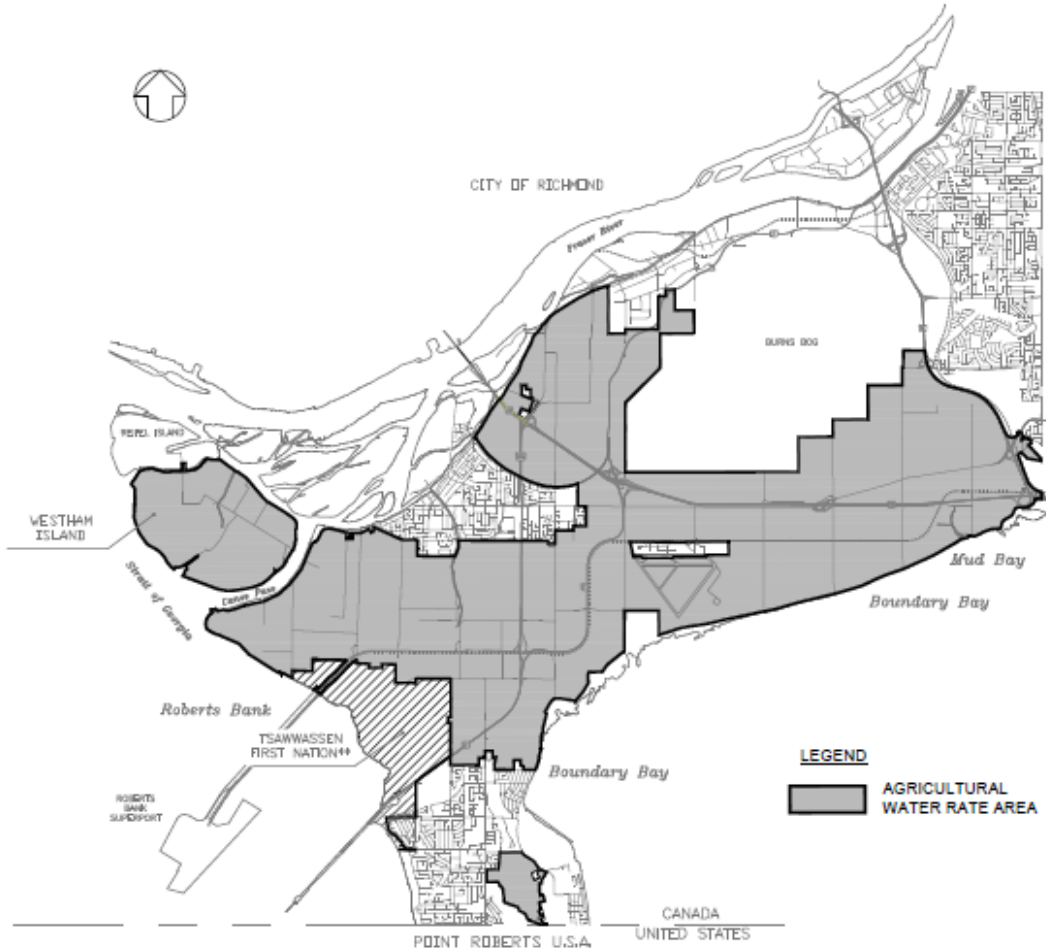 CITY OF RICHMOND
Fraser River
BURNS BOG
REIFEL ISLAND
WESTHAM
ISLAND
Canoe Pass
Strait of Georgia
Mud Bay
Boundary Bay
Roberts Bank
TSAWWASSEN
FIRST NATION**
Boundary Bay
ROBERTS
BANK
SUPERPORT
LEGEND
AGRICULTURAL
WATER RATE AREA
CANADA
UNITED STATES
POINT ROBERTS U.S.A